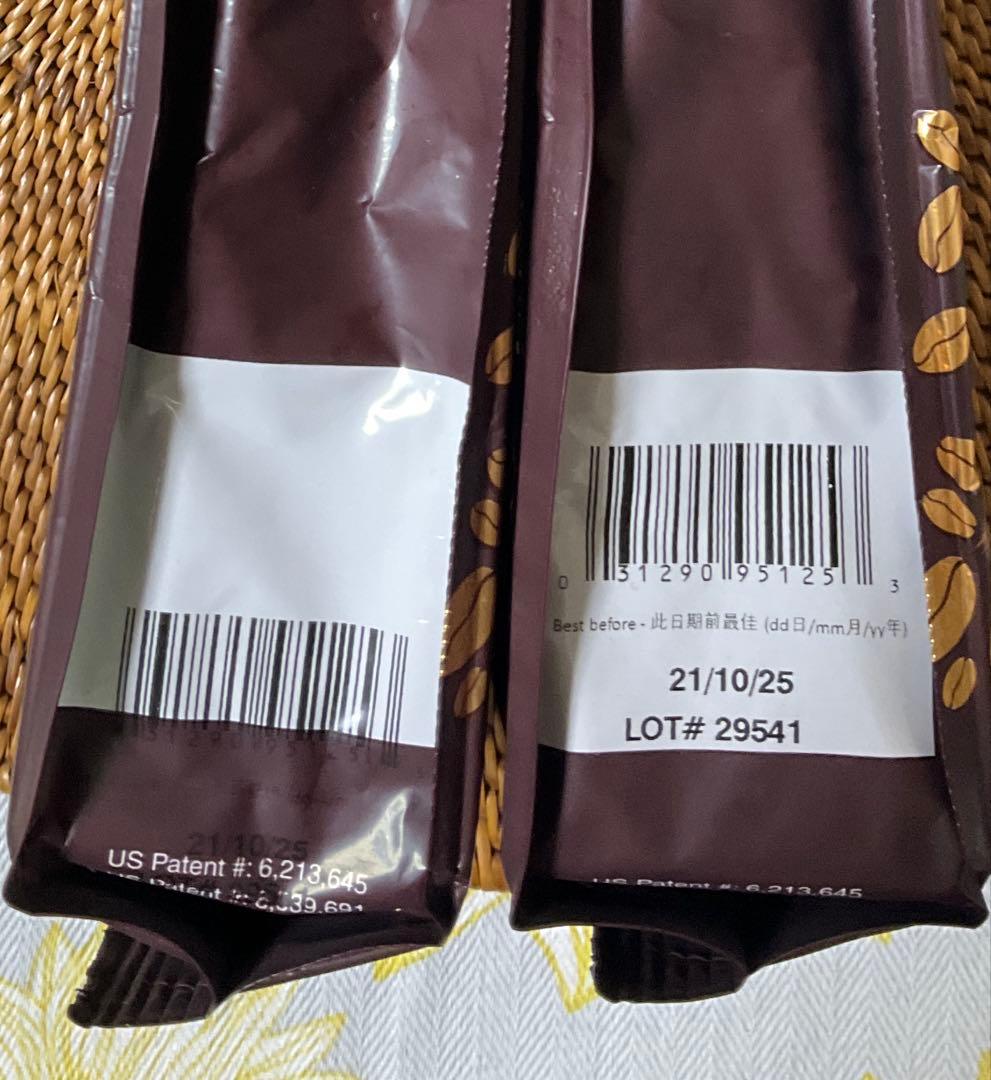 21/10/25
US Patent #: 6,213,645
US Patent #:
0 31290 95125 3
Best before - 此日期前最佳 (dd日/mm月/yy年)
21/10/25
LOT# 29541
US Patent #: 6,213,645